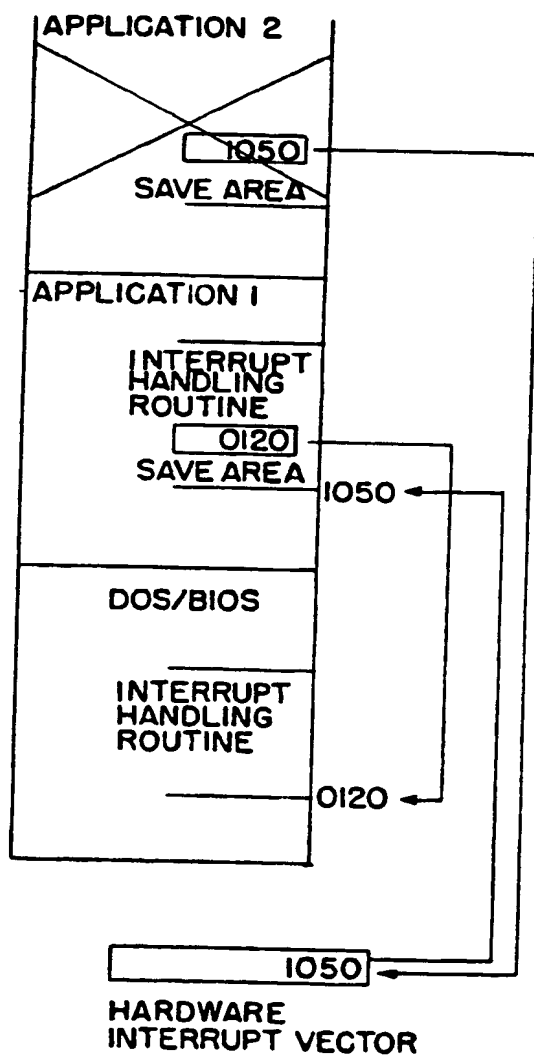 APPLICATION 2
1050
SAVE AREA
APPLICATION 1
INTERRUPT
HANDLING
ROUTINE
0120
SAVE AREA
1050
DOS/BIOS
INTERRUPT
HANDLING
ROUTINE
0120
1050
HARDWARE
INTERRUPT VECTOR